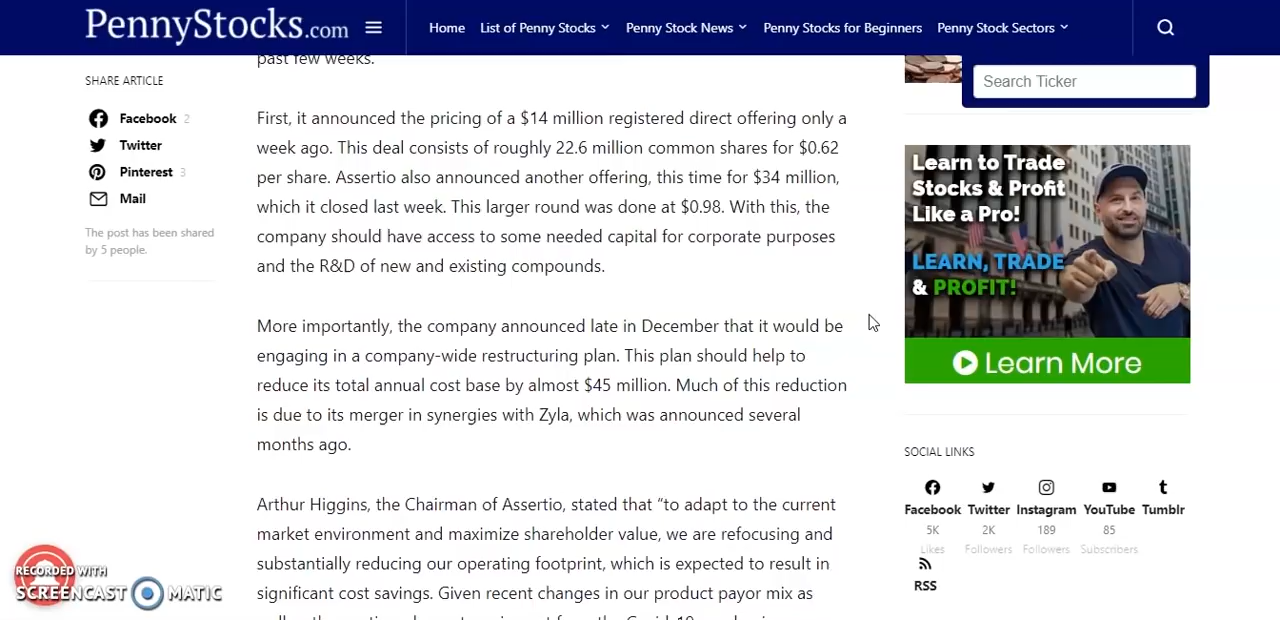 PennyStocks.com
Home List of Penny Stocks Penny Stock News Penny Stocks for Beginners Penny Stock Sectors
Search Ticker
SHARE ARTICLE
Facebook 2
Twitter
Pinterest 3
Mail
The post has been shared
by 5 people.
past few weeks.
First, it announced the pricing of a $14 million registered direct offering only a
week ago. This deal consists of roughly 22.6 million common shares for $0.62
per share. Assertio also announced another offering, this time for $34 million,
which it closed last week. This larger round was done at $0.98. With this, the
company should have access to some needed capital for corporate purposes
and the R&D of new and existing compounds.
More importantly, the company announced late in December that it would be
engaging in a company-wide restructuring plan. This plan should help to
reduce its total annual cost base by almost $45 million. Much of this reduction
is due to its merger in synergies with Zyla, which was announced several
months ago.
Arthur Higgins, the Chairman of Assertio, stated that “to adapt to the current
market environment and maximize shareholder value, we are refocusing and
substantially reducing our operating footprint, which is expected to result in
significant cost savings. Given recent changes in our product payor mix as
Learn to Trade
Stocks & Profit
Like a Pro!
LEARN, TRADE
& PROFIT!
Learn More
SOCIAL LINKS
Facebook Twitter Instagram YouTube Tumblr
5K 2K 189 85
Likes Followers Followers Subscribers
RSS
RECORDED WITH
SCREENCAST MATIC